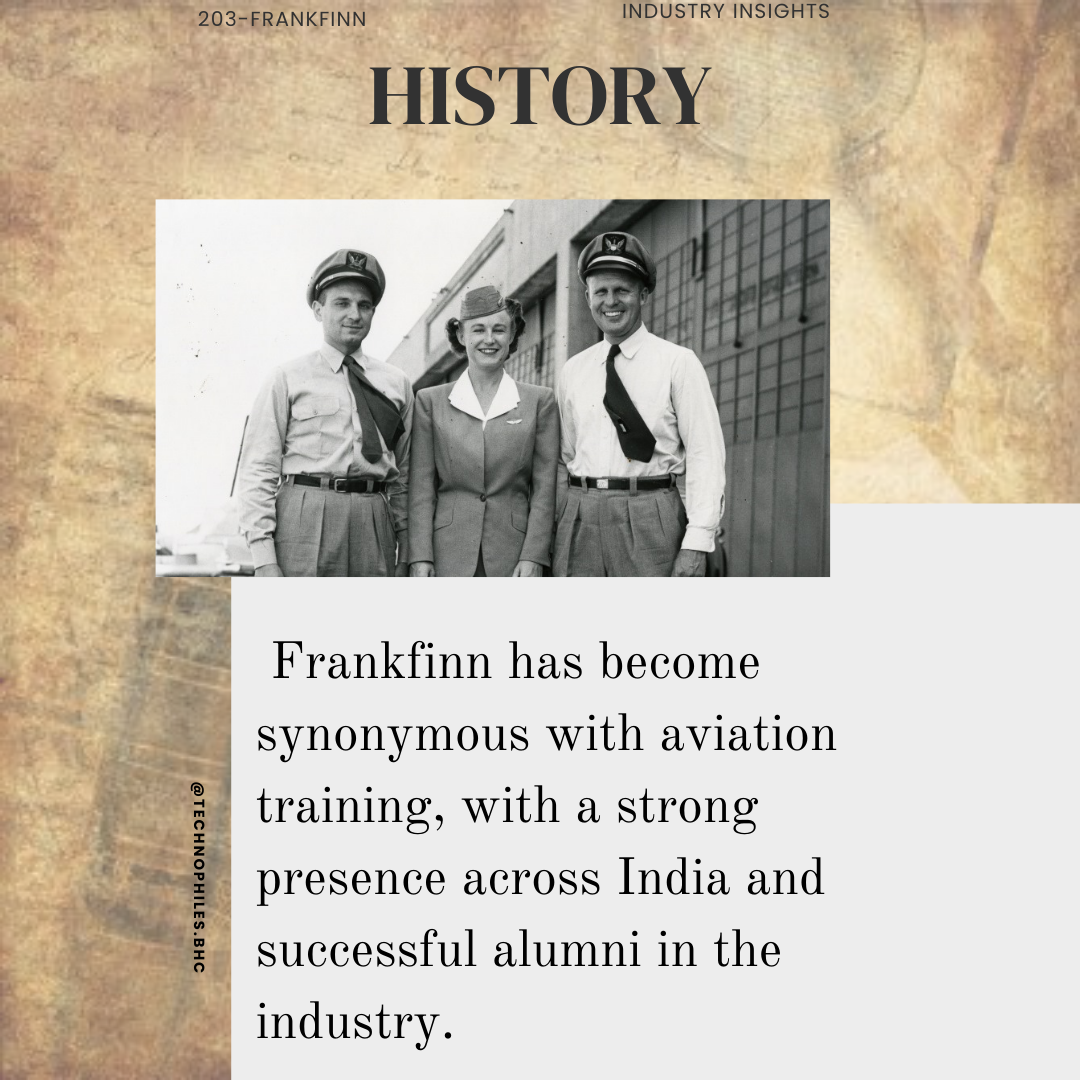 203-FRANKFINN
INDUSTRY INSIGHTS
HISTORY
Frankfinn has become
synonymous with aviation
training, with a strong
presence across India and
successful alumni in the
industry.
@TECHNOPHILES.BHC